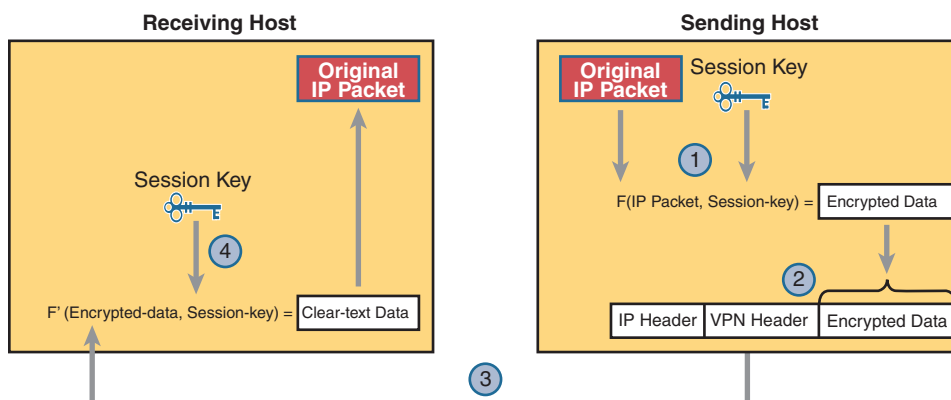 Receiving Host
Original
IP Packet
Session Key
4
F' (Encrypted-data, Session-key) = Clear-text Data
3
Sending Host
Original
IP Packet
Session Key
1
F(IP Packet, Session-key) = Encrypted Data
2
IP Header VPN Header Encrypted Data